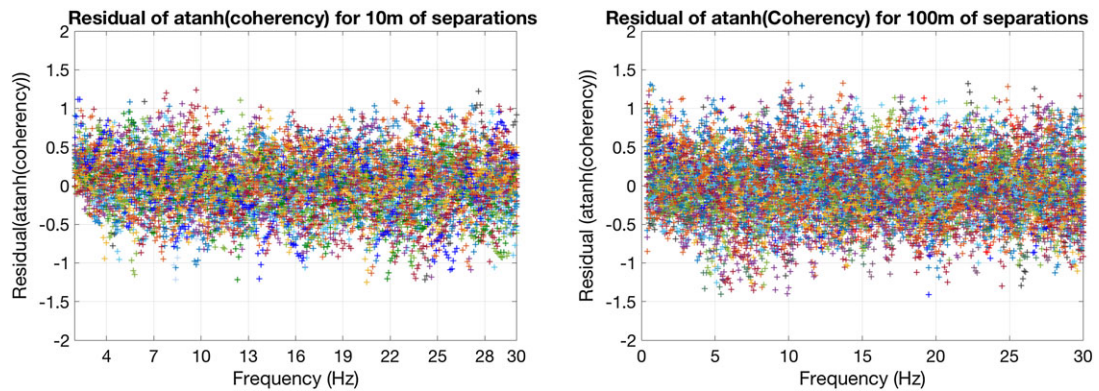 Residual of atanh(coherency) for 10m of separations
2
1.5
1
0.5
0
-0.5
-1
-1.5
-2
Residual(atanh(coherency))
4 7 10 13 16 19 22 25 28 30
Frequency (Hz)
Residual of atanh(Coherency) for 100m of separations
2
1.5
1
0.5
0
-0.5
-1
-1.5
-2
Residual (atanh(coherency))
0 5 10 15 20 25 30
Frequency (Hz)